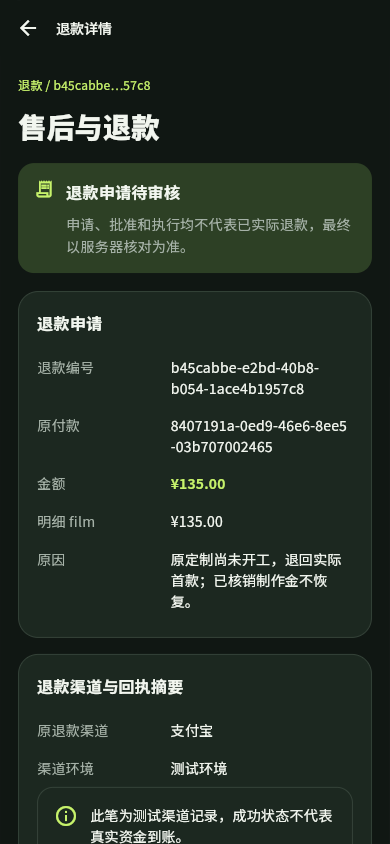 退款详情
退款 / b45cabbe…57c8
售后与退款
退款申请待审核
申请、批准和执行均不代表已实际退款，最终
以服务器核对为准。
退款申请
退款编号 b45cabbe-e2bd-40b8-
b054-1ace4b1957c8
原付款 8407191a-0ed9-46e6-8ee5
-03b707002465
金额 ¥135.00
明细 film ¥135.00
原因 原定制尚未开工，退回实际
首款；已核销制作金不恢
复。
退款渠道与回执摘要
原退款渠道 支付宝
渠道环境 测试环境
此笔为测试渠道记录，成功状态不代表
真实资金到账。